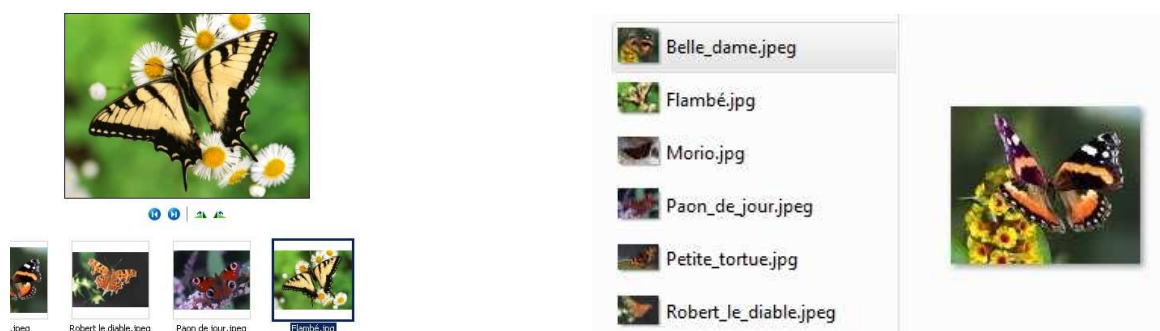 .jpeg
Robert le diable.jpeg
Paon de jour.jpeg
Flambé.jpg
Belle_dame.jpeg
Flambé.jpg
Morio.jpg
Paon_de_jour.jpeg
Petite_tortue.jpg
Robert_le_diable.jpeg